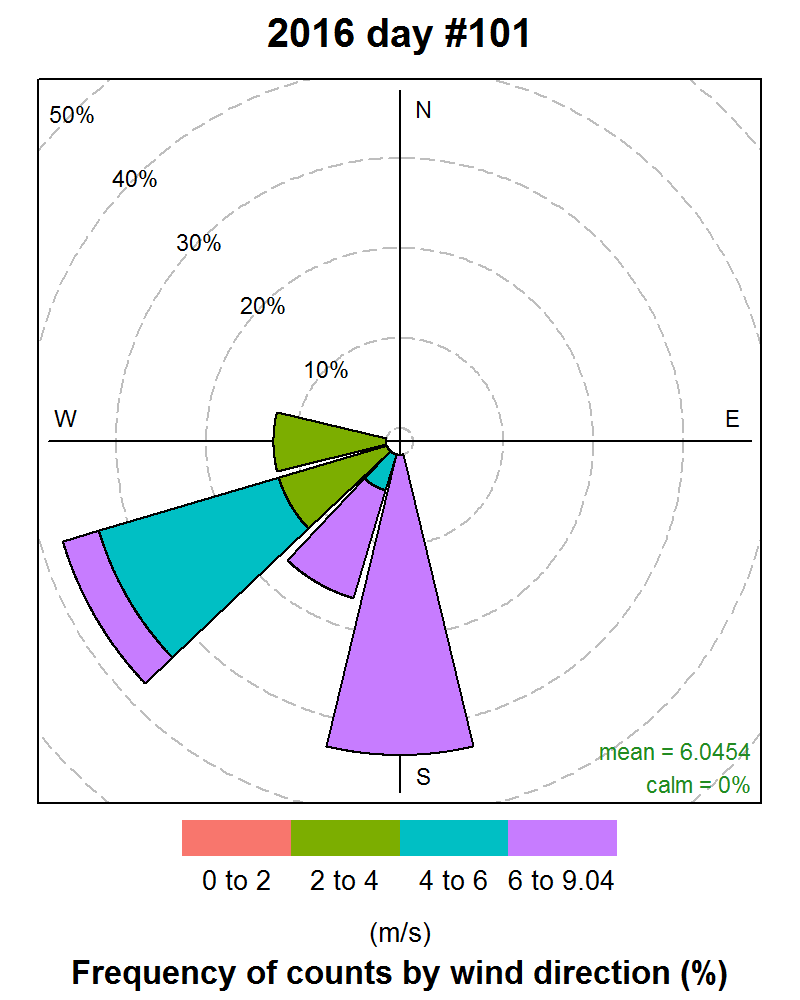 2016 day #101
50%
N
40%
30%
20%
10%
W
E
mean = 6.0454
S
calm = 0%
0 to 2 2 to 4 4 to 6 6 to 9.04
(m/s)
Frequency of counts by wind direction (%)